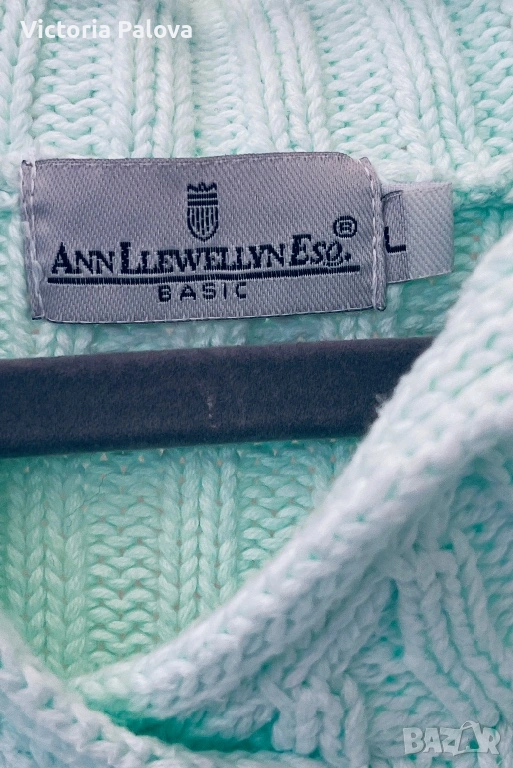 Victoria Palova
ANN LLEWELLYN ESQ.®
BASIC
L
BAZAR